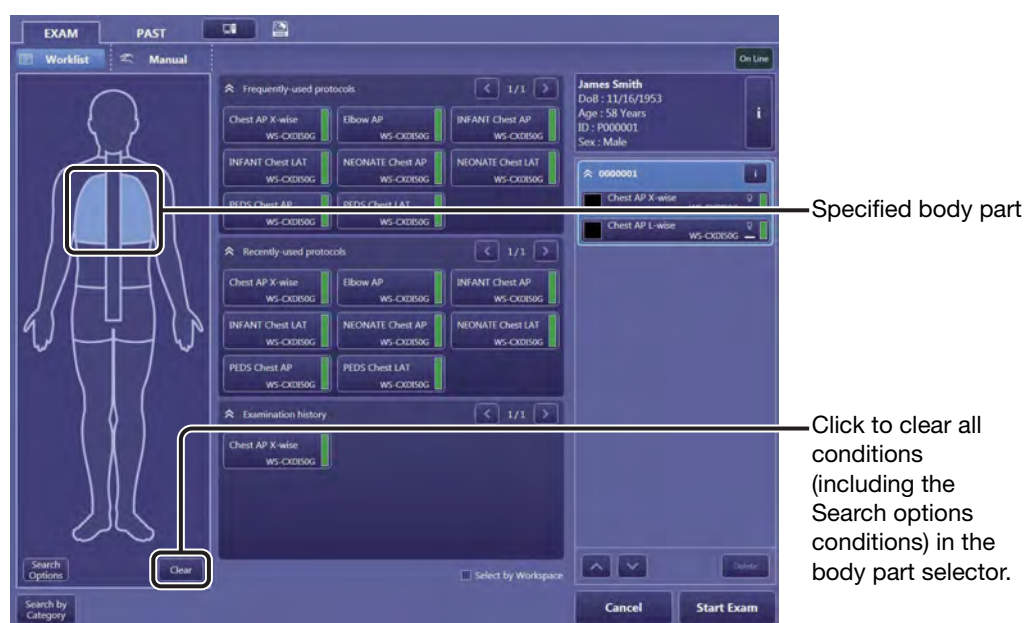 EXAM
PAST
Worklist
Manual
On Line
Frequently-used protocols
1/1
Chest AP X-wise
WS-CXDI50G
Elbow AP
WS-CXDI50G
INFANT Chest AP
WS-CXDI50G
INFANT Chest LAT
WS-CXDI50G
NEONATE Chest AP
WS-CXDI50G
NEONATE Chest LAT
WS-CXDI50G
PEDS Chest AP
WS-CXDI50G
PEDS Chest LAT
WS-CXDI50G
Recently-used protocols
1/1
Chest AP X-wise
WS-CXDI50G
Elbow AP
WS-CXDI50G
INFANT Chest AP
WS-CXDI50G
INFANT Chest LAT
WS-CXDI50G
NEONATE Chest AP
WS-CXDI50G
NEONATE Chest LAT
WS-CXDI50G
PEDS Chest AP
WS-CXDI50G
PEDS Chest LAT
WS-CXDI50G
Examination history
1/1
Chest AP X-wise
WS-CXDI50G
Select by Workspace
James Smith
DoB : 11/16/1953
Age : 58 Years
ID : P000001
Sex : Male
i
0000001
i
Chest AP X-wise
Chest AP L-wise
WS-CXDI50G
Delete
Search
Options
Clear
Search by
Category
Cancel
Start Exam
Specified body part
Click to clear all
conditions
(including the
Search options
conditions) in the
body part selector.